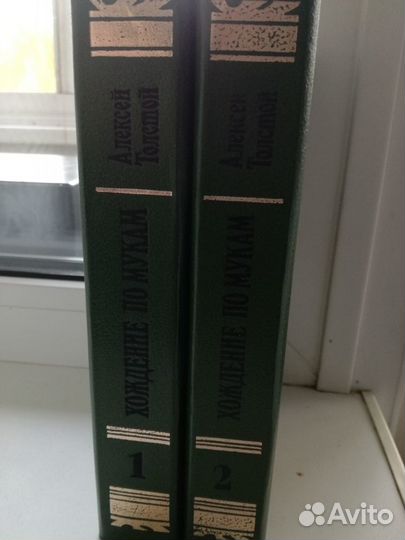 Алексей
Толстой
ХОЖДЕНИЕ ПО МУКАМ
1
Алексей
Толстой
ХОЖДЕНИЕ ПО МУКАМ
2
Avito